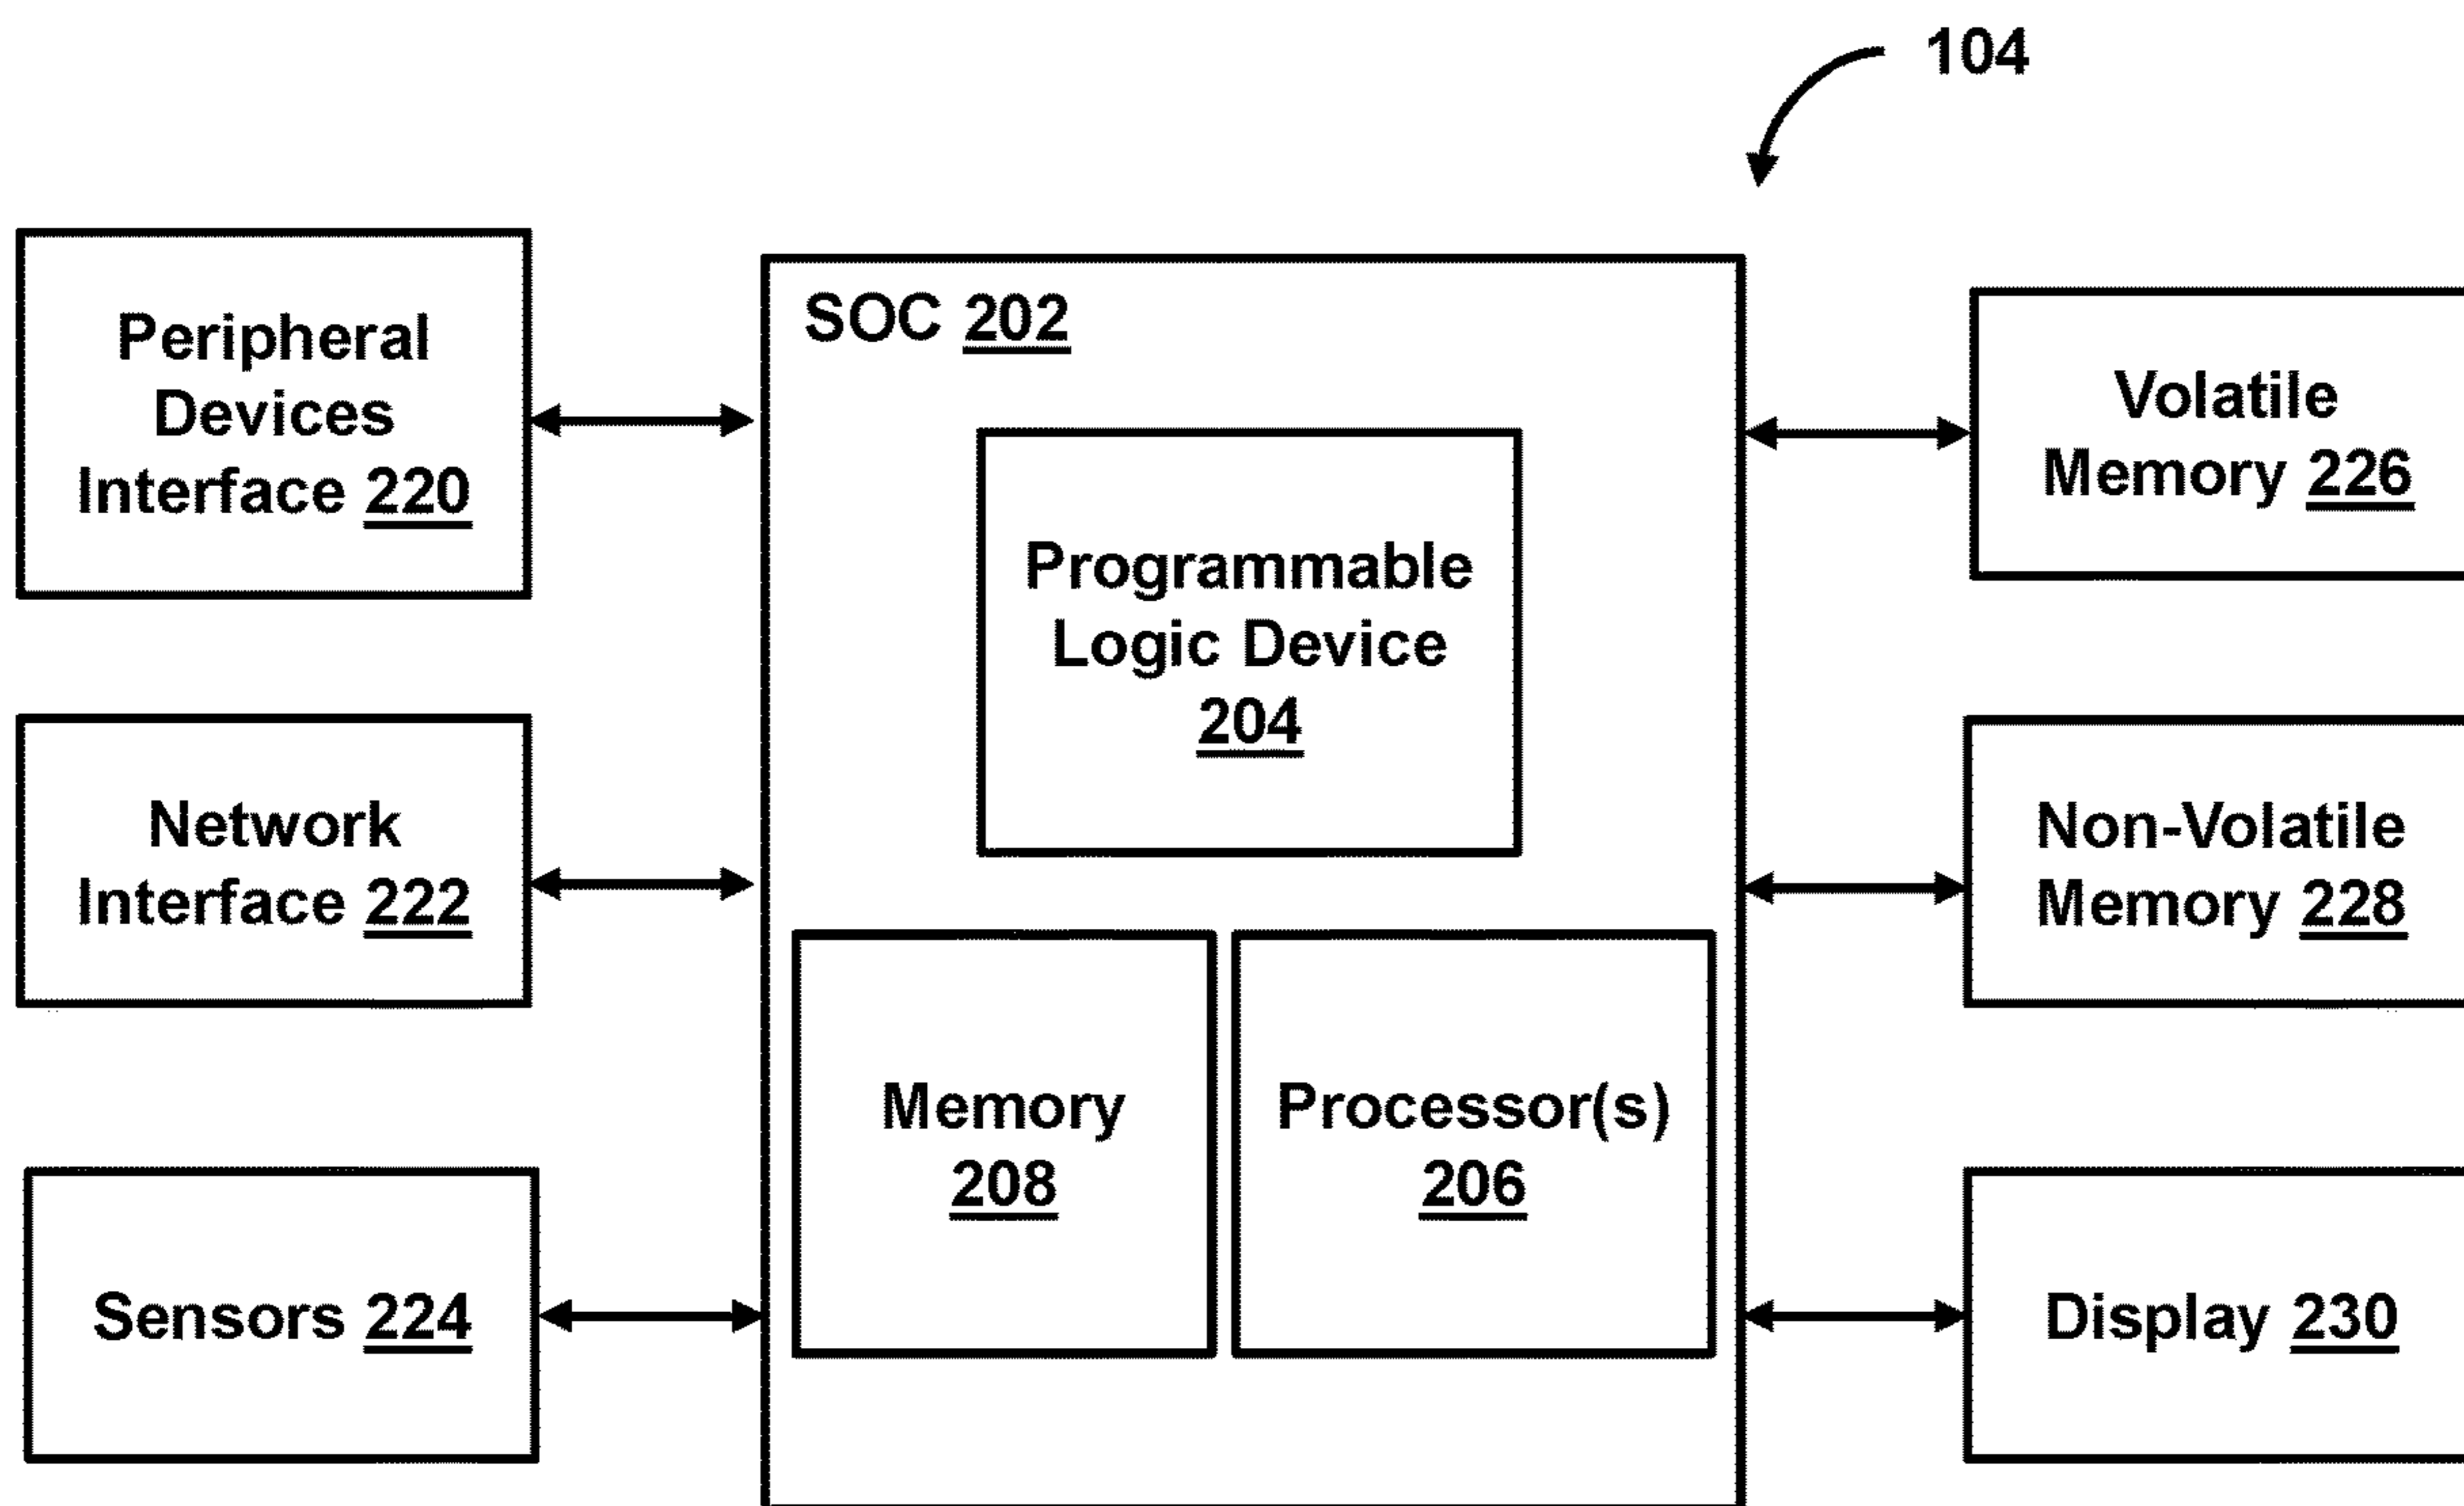 104
Peripheral
Devices
Interface 220
Network
Interface 222
Sensors 224
SOC 202
Programmable
Logic Device
204
Memory
208
Processor(s)
206
Volatile
Memory 226
Non-Volatile
Memory 228
Display 230